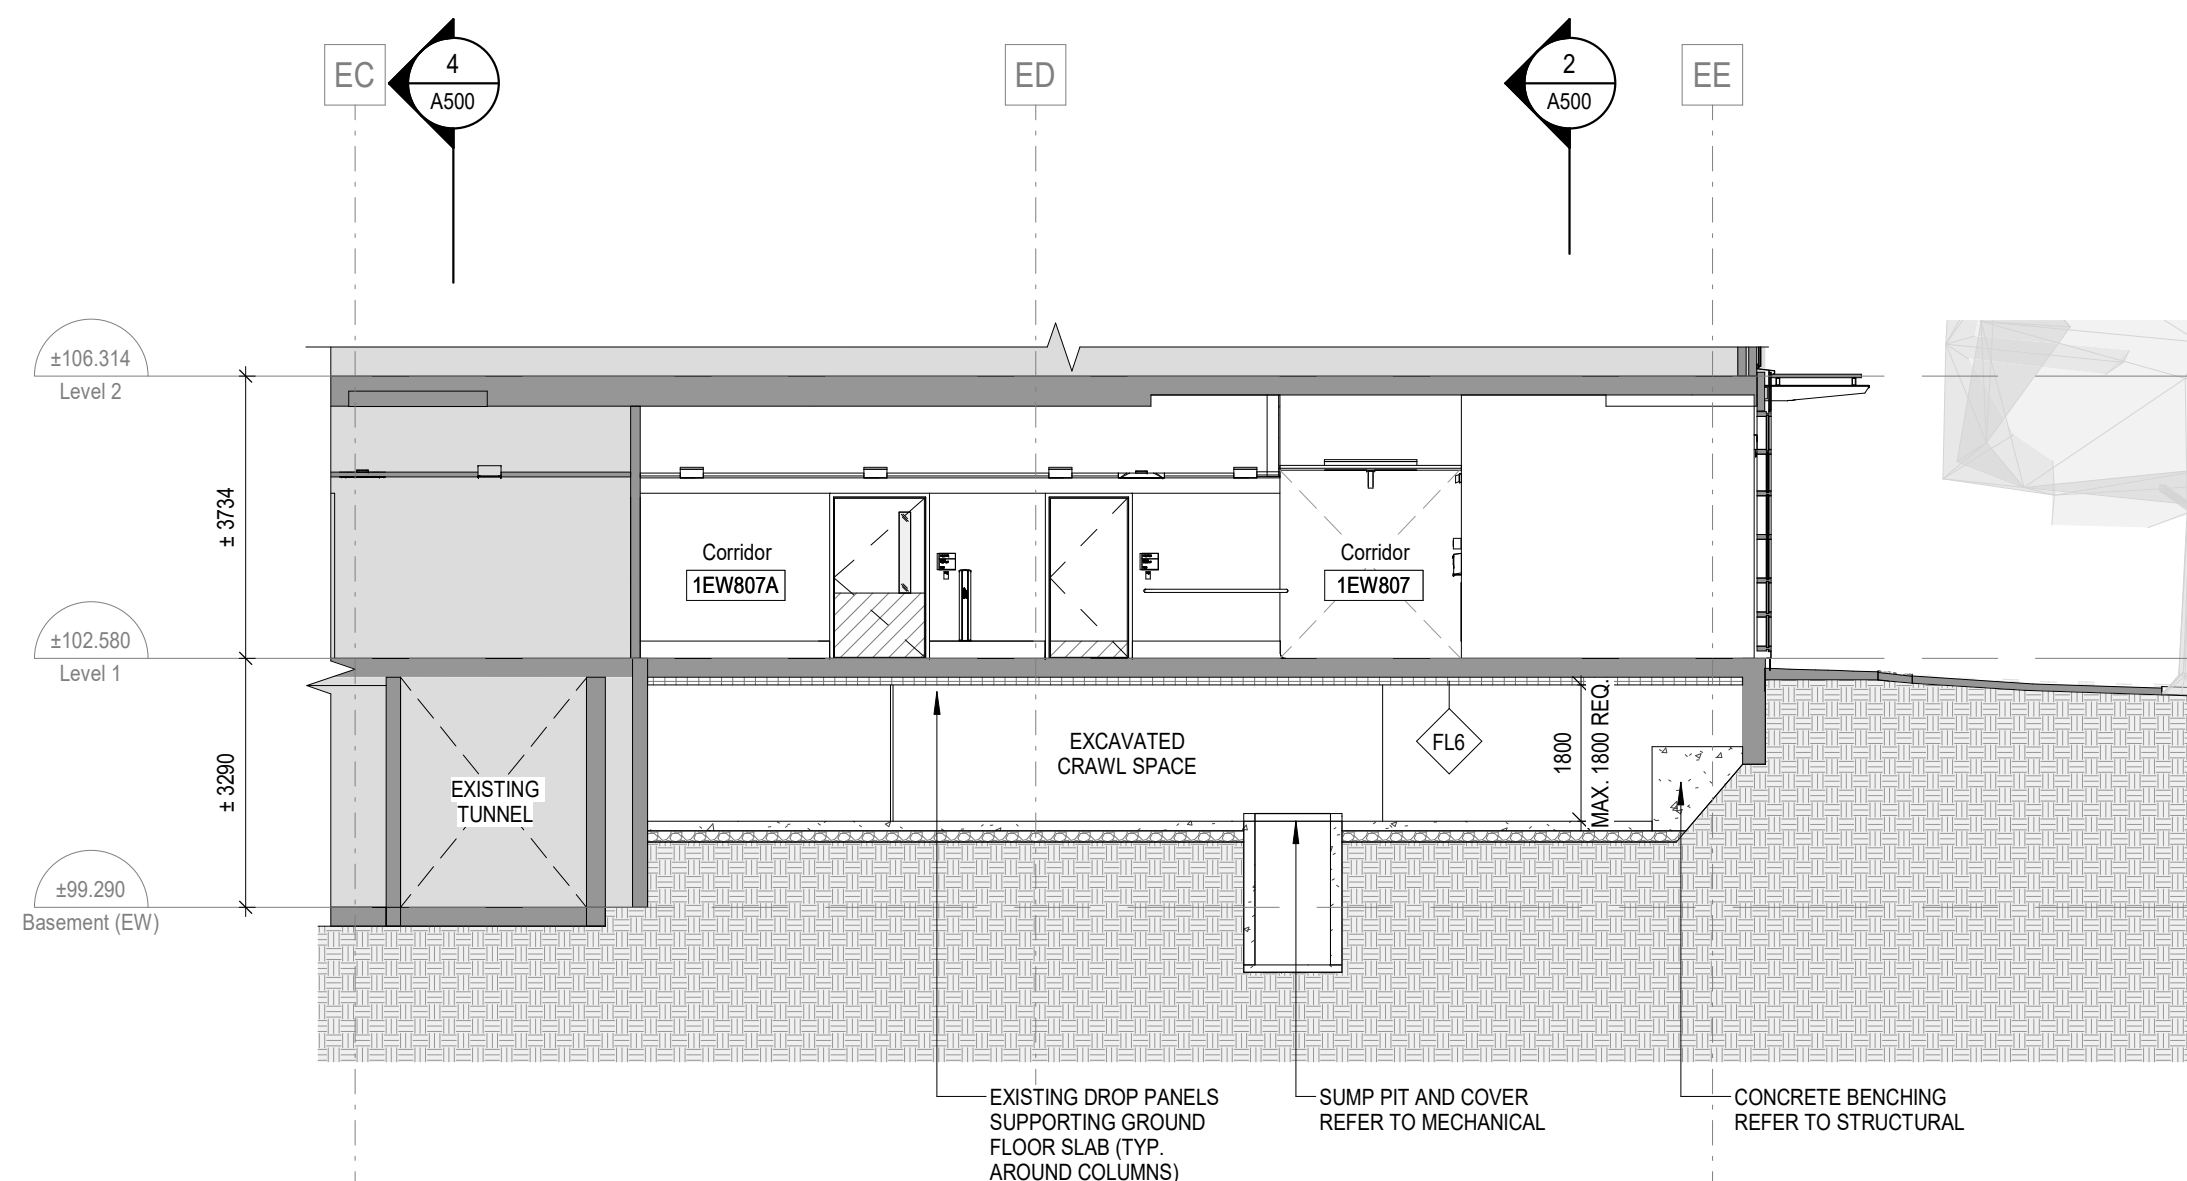 EC
4
A500
ED
2
A500
EE
±106.314
Level 2
± 3734
Corridor
1EW807A
Corridor
1EW807
±102.580
Level 1
± 3290
EXISTING
TUNNEL
EXCAVATED
CRAWL SPACE
FL6
1800
MAX. 1800 REQ.
±99.290
Basement (EW)
EXISTING DROP PANELS
SUPPORTING GROUND
FLOOR SLAB (TYP.
AROUND COLUMNS)
SUMP PIT AND COVER
REFER TO MECHANICAL
CONCRETE BENCHING
REFER TO STRUCTURAL